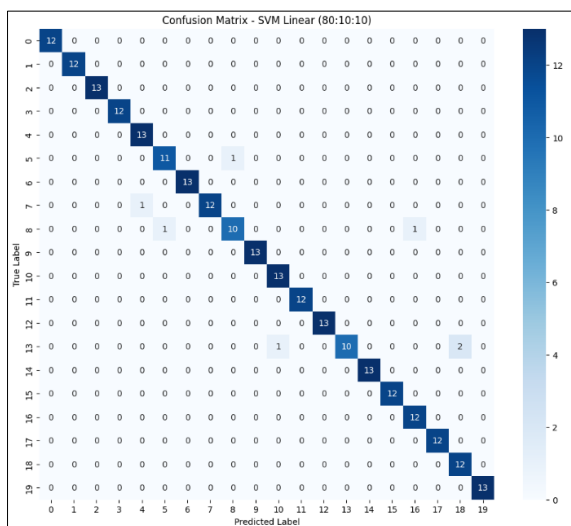 Confusion Matrix - SVM Linear (80:10:10)
0 12 0 0 0 0 0 0 0 0 0 0 0 0 0 0 0 0 0 0 0
1 0 12 0 0 0 0 0 0 0 0 0 0 0 0 0 0 0 0 0 0
2 0 0 13 0 0 0 0 0 0 0 0 0 0 0 0 0 0 0 0 0
3 0 0 0 12 0 0 0 0 0 0 0 0 0 0 0 0 0 0 0 0
4 0 0 0 0 13 0 0 0 0 0 0 0 0 0 0 0 0 0 0 0
5 0 0 0 0 0 11 0 0 1 0 0 0 0 0 0 0 0 0 0 0
6 0 0 0 0 0 0 13 0 0 0 0 0 0 0 0 0 0 0 0 0
7 0 0 0 0 1 0 0 12 0 0 0 0 0 0 0 0 0 0 0 0
8 0 0 0 0 0 1 0 0 10 0 0 0 0 0 0 0 1 0 0 0
9 0 0 0 0 0 0 0 0 0 13 0 0 0 0 0 0 0 0 0 0
10 0 0 0 0 0 0 0 0 0 0 13 0 0 0 0 0 0 0 0 0
11 0 0 0 0 0 0 0 0 0 0 0 12 0 0 0 0 0 0 0 0
12 0 0 0 0 0 0 0 0 0 0 0 0 13 0 0 0 0 0 0 0
13 0 0 0 0 0 0 0 0 0 0 1 0 0 10 0 0 0 0 2 0
14 0 0 0 0 0 0 0 0 0 0 0 0 0 0 13 0 0 0 0 0
15 0 0 0 0 0 0 0 0 0 0 0 0 0 0 0 12 0 0 0 0
16 0 0 0 0 0 0 0 0 0 0 0 0 0 0 0 0 12 0 0 0
17 0 0 0 0 0 0 0 0 0 0 0 0 0 0 0 0 0 12 0 0
18 0 0 0 0 0 0 0 0 0 0 0 0 0 0 0 0 0 0 12 0
19 0 0 0 0 0 0 0 0 0 0 0 0 0 0 0 0 0 0 0 13
0 1 2 3 4 5 6 7 8 9 10 11 12 13 14 15 16 17 18 19
True Label
Predicted Label
12
10
8
6
4
2
0